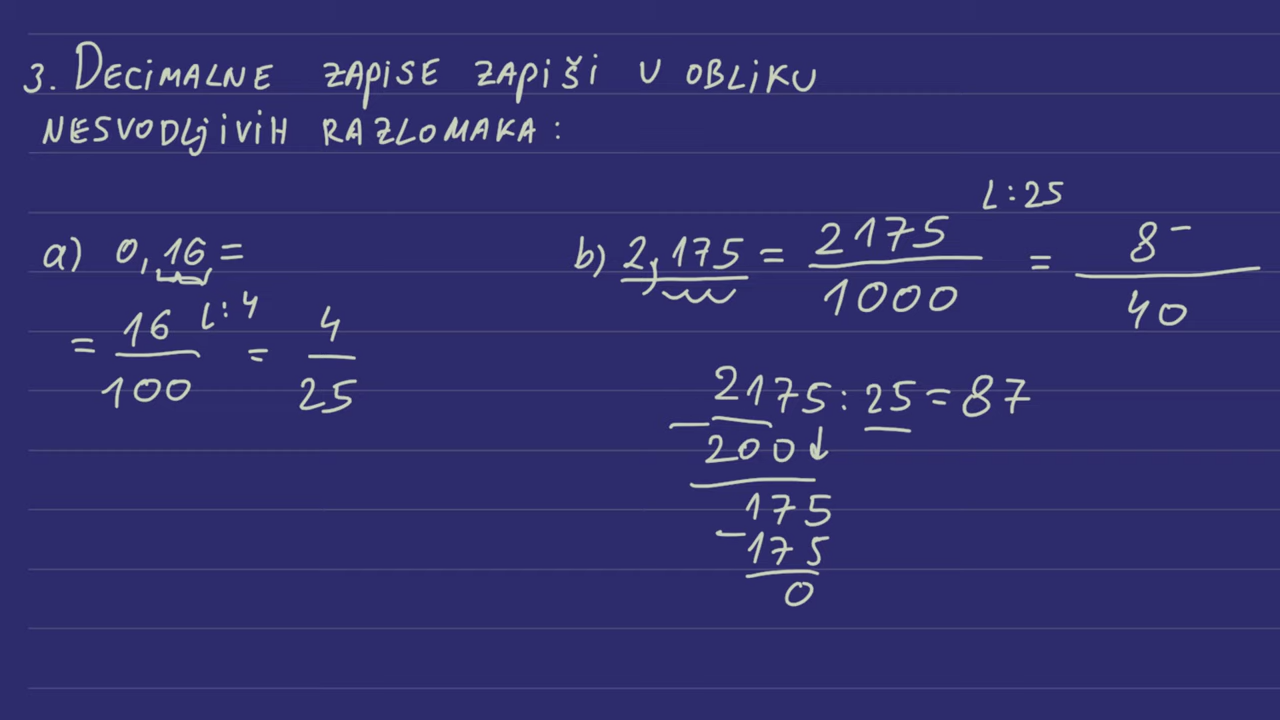 3. DECIMALNE ZAPISE ZAPIŠI U OBLIKU
NESVODLJIVIH RAZLOMAKA:
a) 0,16 =
= 16/100 L:4 = 4/25
b) 2,175 = 2175/1000 L:25 = 8-/40
2175 : 25 = 87
-200↓
175
-175
0